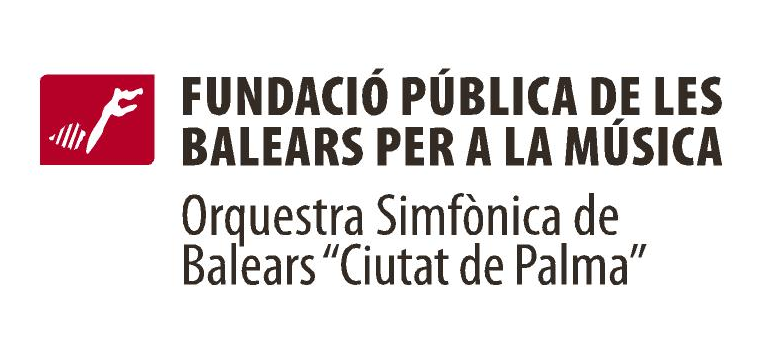 FUNDACIÓ PÚBLICA DE LES
BALEARS PER A LA MÚSICA
Orquestra Simfònica de
Balears “Ciutat de Palma”